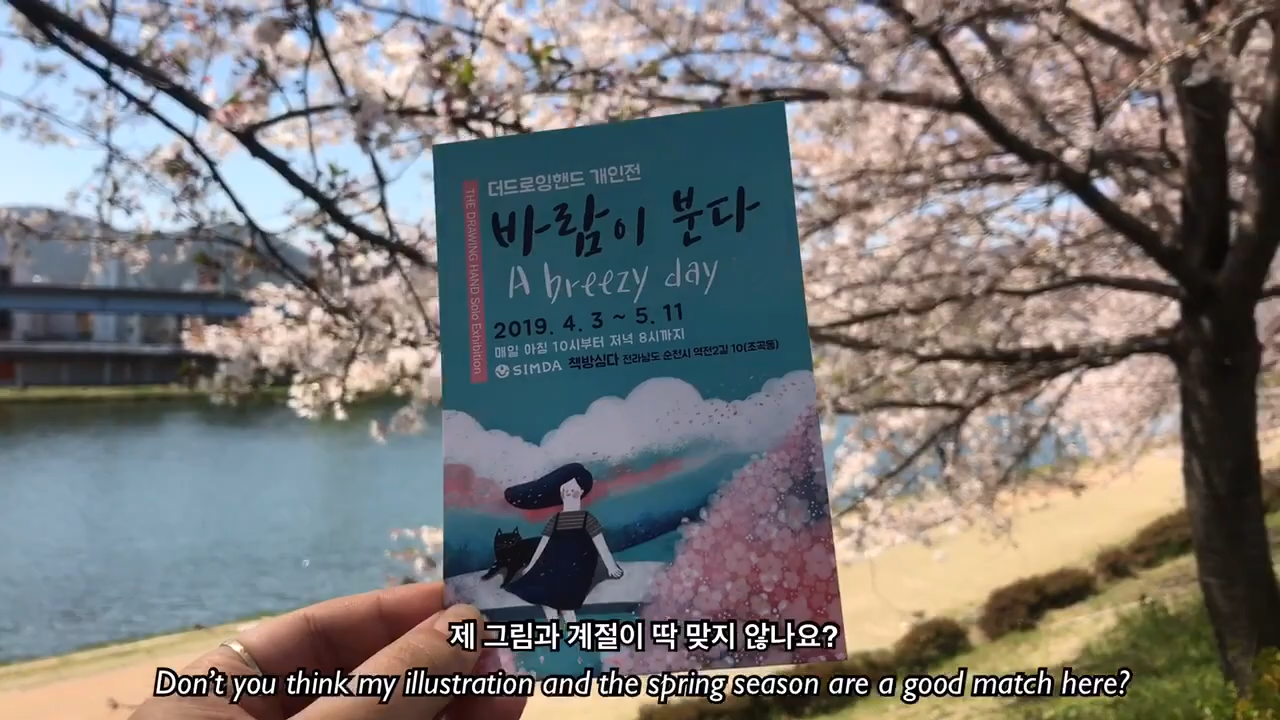 더드로잉핸드 개인전
THE DRAWING HAND Solo Exhibition
바람이 분다
A breezy day
2019. 4. 3 ~ 5. 11
매일 아침 10시부터 저녁 8시까지
SIMDA 책방심다 전라남도 순천시 역전2길 10(조곡동)
제 그림과 계절이 딱 맞지 않나요?
Don't you think my illustration and the spring season are a good match here?